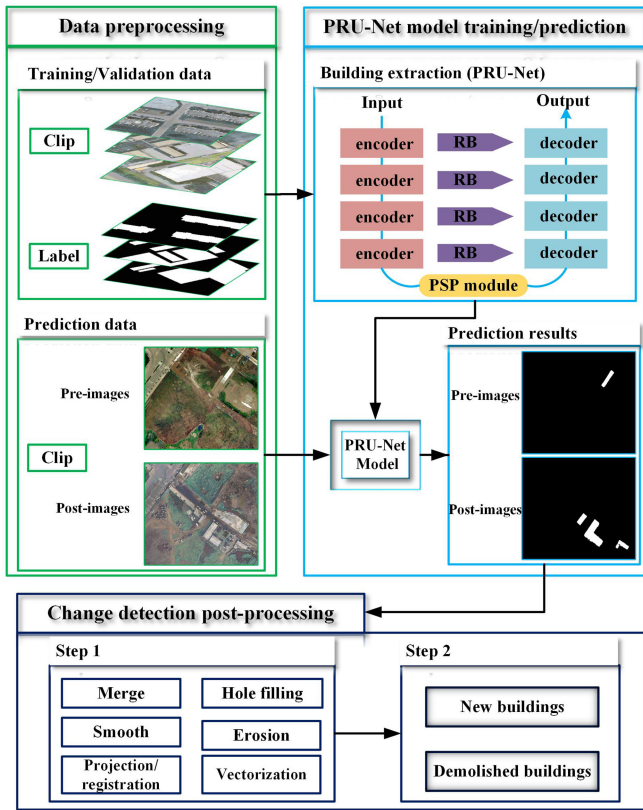 Data preprocessing
Training/Validation data
Clip
Label
Prediction data
Pre-images
Clip
Post-images
PRU-Net model training/prediction
Building extraction (PRU-Net)
Input
Output
encoder RB decoder
encoder RB decoder
encoder RB decoder
encoder RB decoder
PSP module
PRU-Net
Model
Prediction results
Pre-images
Post-images
Change detection post-processing
Step 1
Merge
Hole filling
Smooth
Erosion
Projection/
registration
Vectorization
Step 2
New buildings
Demolished buildings